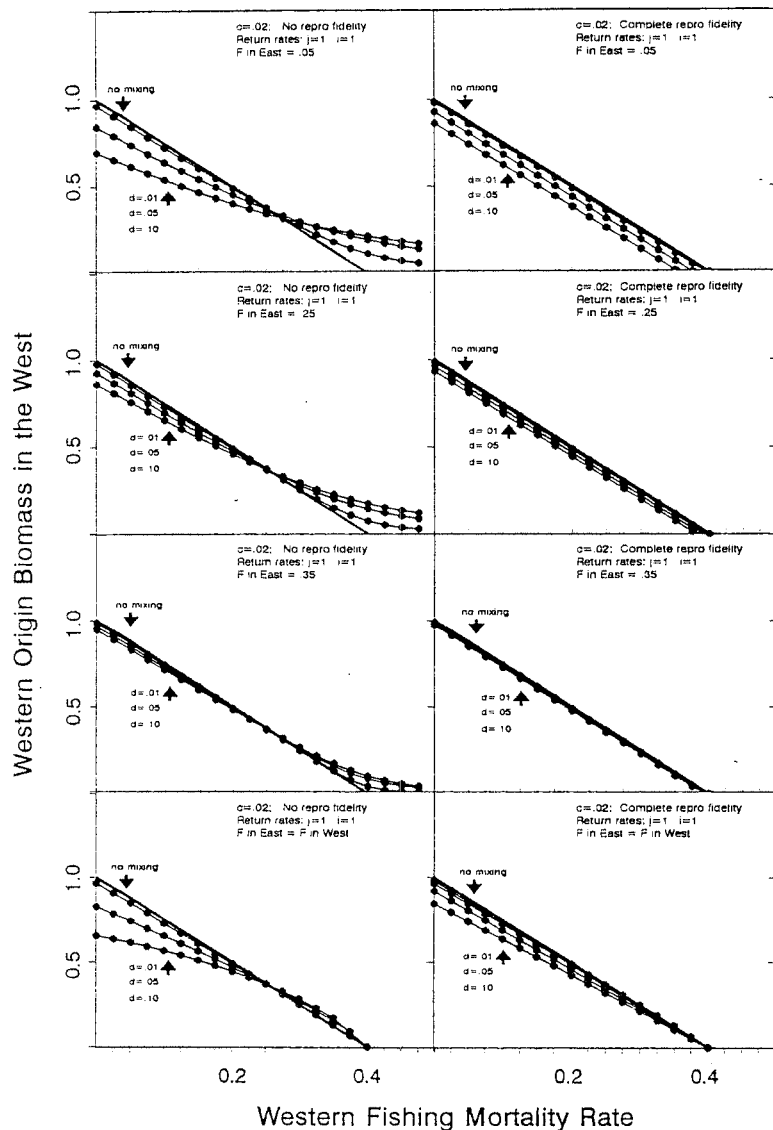 c=.02; No repro fidelity
Return rates: j=1 i=1
F in East = .05
no mixing
1.0
0.5
d=.01
d=.05
d=.10
c=.02; Complete repro fidelity
Return rates: j=1 i=1
F in East = .05
no mixing
d=.01
d=.05
d=.10
c=.02; No repro fidelity
Return rates: j=1 i=1
F in East = .25
no mixing
1.0
0.5
d=.01
d=.05
d=.10
c=.02; Complete repro fidelity
Return rates: j=1 i=1
F in East = .25
no mixing
d=.01
d=.05
d=.10
Western Origin Biomass in the West
c=.02; No repro fidelity
Return rates: j=1 i=1
F in East = .35
no mixing
1.0
0.5
d=.01
d=.05
d=.10
c=.02; Complete repro fidelity
Return rates: j=1 i=1
F in East = .35
no mixing
d=.01
d=.05
d=.10
c=.02; No repro fidelity
Return rates: j=1 i=1
F in East = F in West
no mixing
1.0
0.5
d=.01
d=.05
d=.10
c=.02; Complete repro fidelity
Return rates: j=1 i=1
F in East = F in West
no mixing
d=.01
d=.05
d=.10
0.2 0.4 0.2 0.4
Western Fishing Mortality Rate